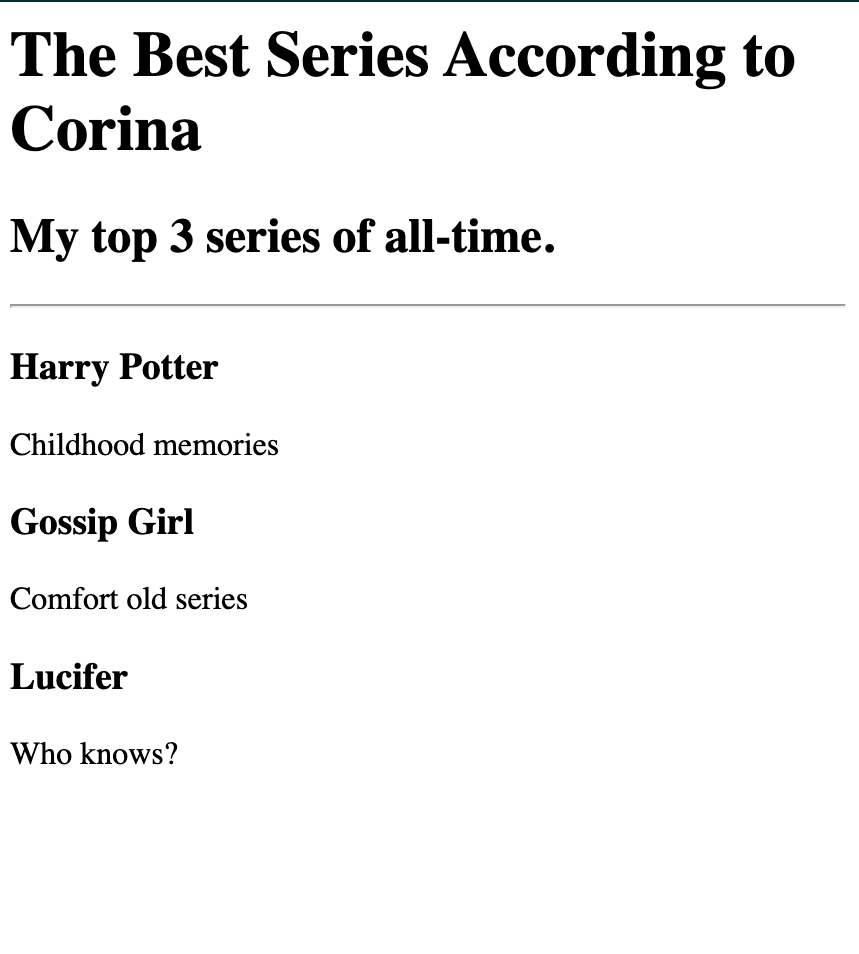 The Best Series According to
Corina
My top 3 series of all-time.
Harry Potter
Childhood memories
Gossip Girl
Comfort old series
Lucifer
Who knows?